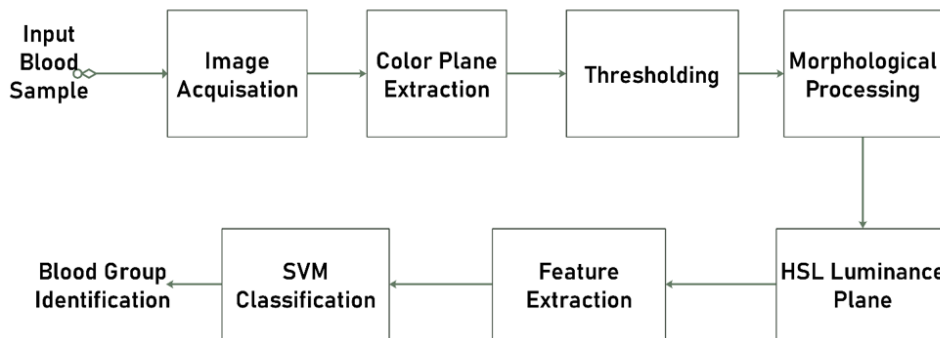 Input
Blood
Sample
Image
Acquisation
Color Plane
Extraction
Thresholding
Morphological
Processing
HSL Luminance
Plane
Feature
Extraction
SVM
Classification
Blood Group
Identification